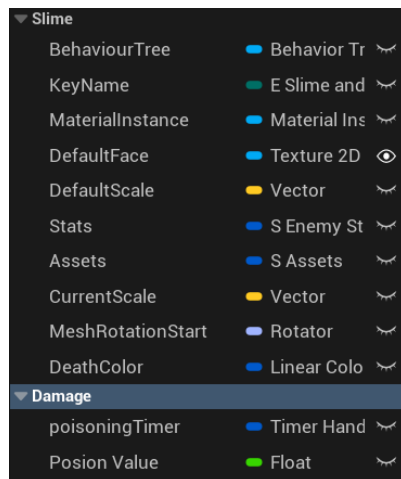 Slime
BehaviourTree Behavior Tr
KeyName E Slime and
MaterialInstance Material Ins
DefaultFace Texture 2D
DefaultScale Vector
Stats S Enemy St
Assets S Assets
CurrentScale Vector
MeshRotationStart Rotator
DeathColor Linear Colo
Damage
poisoningTimer Timer Hand
Posion Value Float